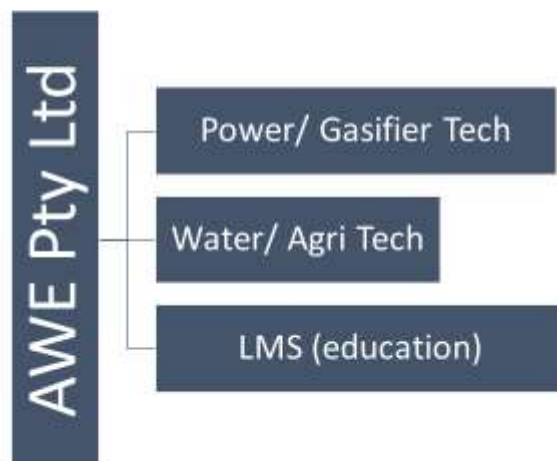 AWE Pty Ltd
Power/ Gasifier Tech
Water/ Agri Tech
LMS (education)